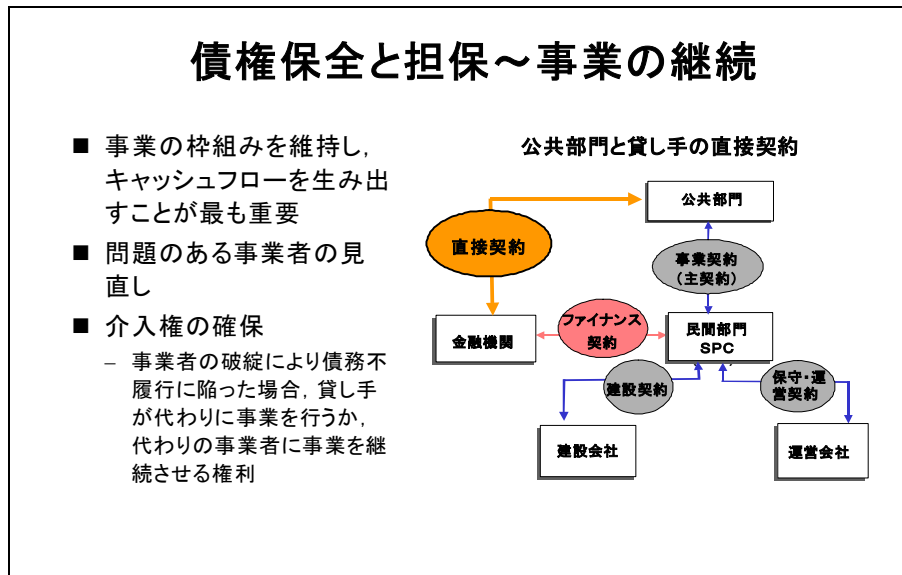 債権保全と担保～事業の継続
■ 事業の枠組みを維持し,
キャッシュフローを生み出
すことが最も重要
■ 問題のある事業者の見
直し
■ 介入権の確保
– 事業者の破綻により債務不
履行に陥った場合, 貸し手
が代わりに事業を行うか,
代わりの事業者に事業を継
続させる権利
公共部門と貸し手の直接契約
公共部門
直接契約
事業契約
(主契約)
金融機関
ファイナンス
契約
民間部門
SPC
建設契約
保守・運
営契約
建設会社
運営会社